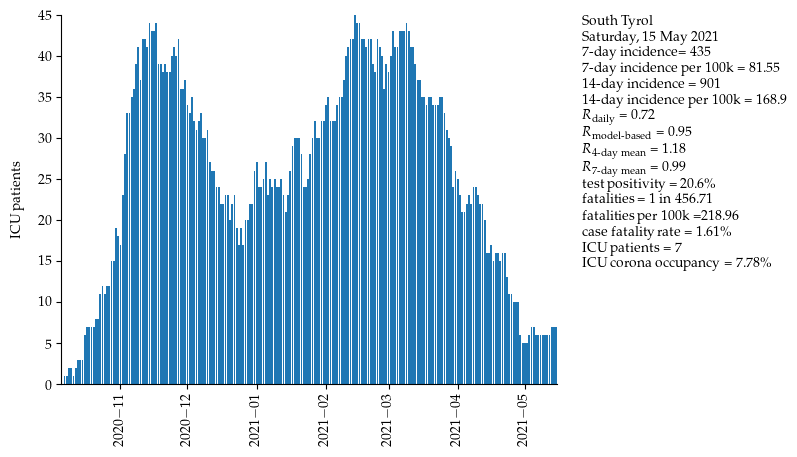 45
40
35
30
25
20
15
10
5
0
ICU patients
2020−11
2020−12
2021−01
2021−02
2021−03
2021−04
2021−05
South Tyrol
Saturday, 15 May 2021
7-day incidence= 435
7-day incidence per 100k = 81.55
14-day incidence = 901
14-day incidence per 100k = 168.9
Rdaily = 0.72
Rmodel-based = 0.95
R4-day mean = 1.18
R7-day mean = 0.99
test positivity = 20.6%
fatalities = 1 in 456.71
fatalities per 100k =218.96
case fatality rate = 1.61%
ICU patients = 7
ICU corona occupancy = 7.78%